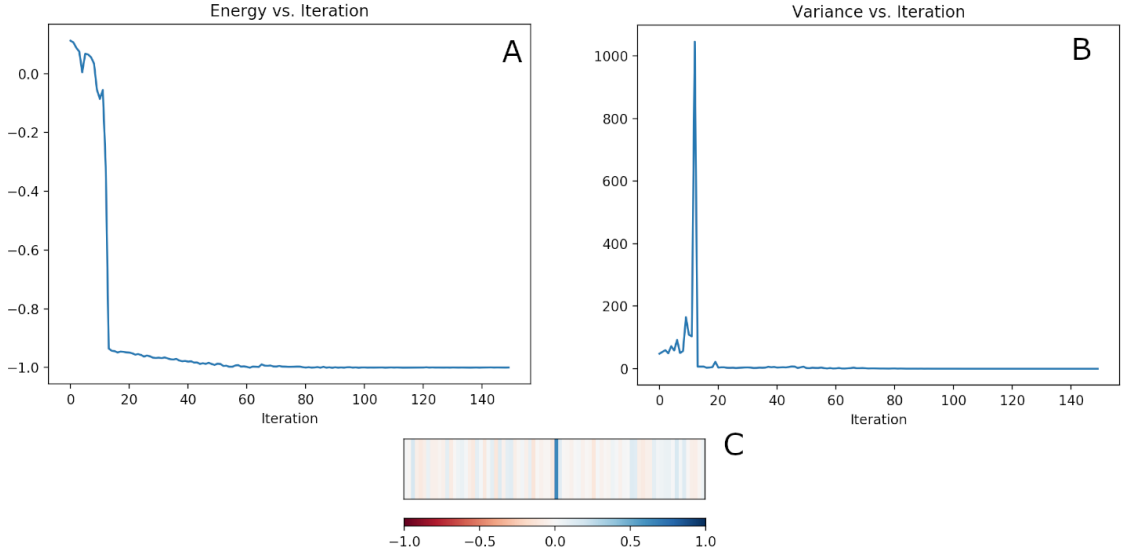 Energy vs. Iteration
A
0.0
−0.2
−0.4
−0.6
−0.8
−1.0
0 20 40 60 80 100 120 140
Iteration
Variance vs. Iteration
B
1000
800
600
400
200
0
0 20 40 60 80 100 120 140
Iteration
C
−1.0 −0.5 0.0 0.5 1.0